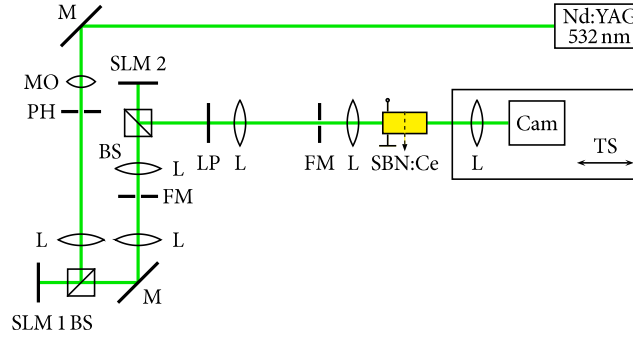 Nd:YAG
532 nm
M
SLM 2
MO
PH
Cam
BS
LP
L
FM
L
SBN:Ce
L
TS
L
FM
L
L
M
SLM 1 BS